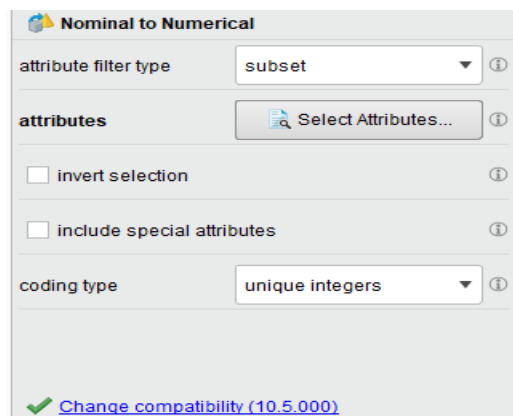 Nominal to Numerical
attribute filter type subset
attributes Select Attributes...
invert selection
include special attributes
coding type unique integers
Change compatibility (10.5.000)